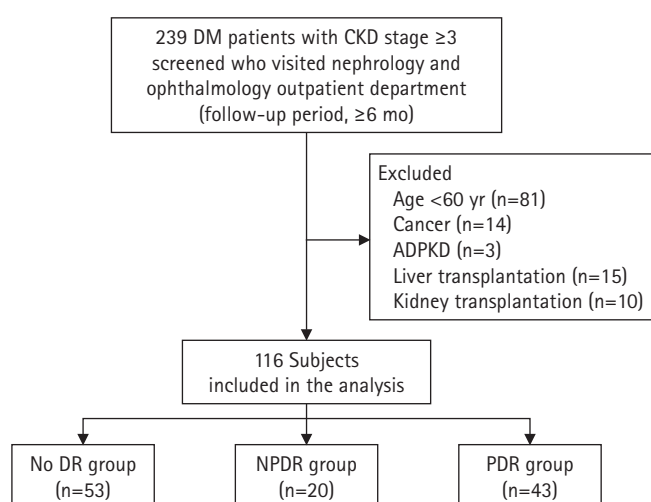 239 DM patients with CKD stage ≥3
screened who visited nephrology and
ophthalmology outpatient department
(follow-up period, ≥6 mo)
Excluded
Age <60 yr (n=81)
Cancer (n=14)
ADPKD (n=3)
Liver transplantation (n=15)
Kidney transplantation (n=10)
116 Subjects
included in the analysis
No DR group
(n=53)
NPDR group
(n=20)
PDR group
(n=43)